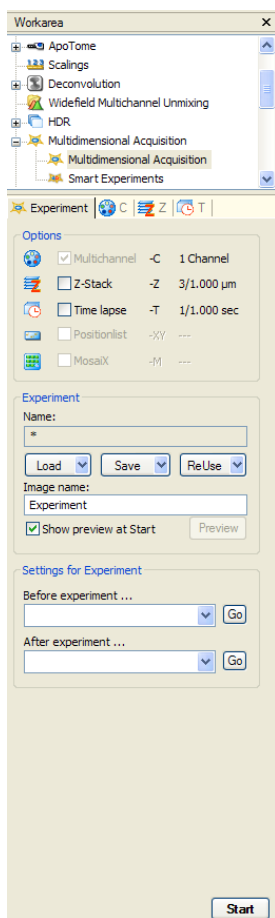 Workarea
ApoTome
Scalings
Deconvolution
Widefield Multichannel Unmixing
HDR
Multidimensional Acquisition
Multidimensional Acquisition
Smart Experiments
Experiment C Z T
Options
Multichannel -C 1 Channel
Z-Stack -Z 3/1.000 µm
Time lapse -T 1/1.000 sec
Positionlist -XY ---
MosaiX -M ---
Experiment
Name:
*
Load Save ReUse
Image name:
Experiment
Show preview at Start Preview
Settings for Experiment
Before experiment ...
Go
After experiment ...
Go
Start